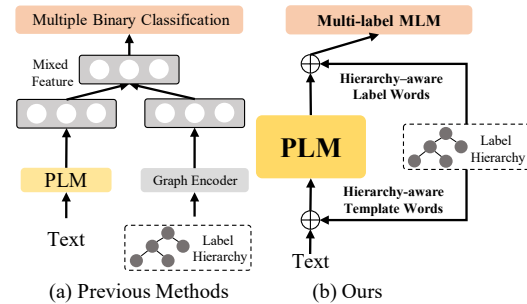 Multiple Binary Classification
Mixed
Feature
PLM
Graph Encoder
Text
Label
Hierarchy
(a) Previous Methods
Multi-label MLM
Hierarchy–aware
Label Words
PLM
Label
Hierarchy
Hierarchy-aware
Template Words
Text
(b) Ours